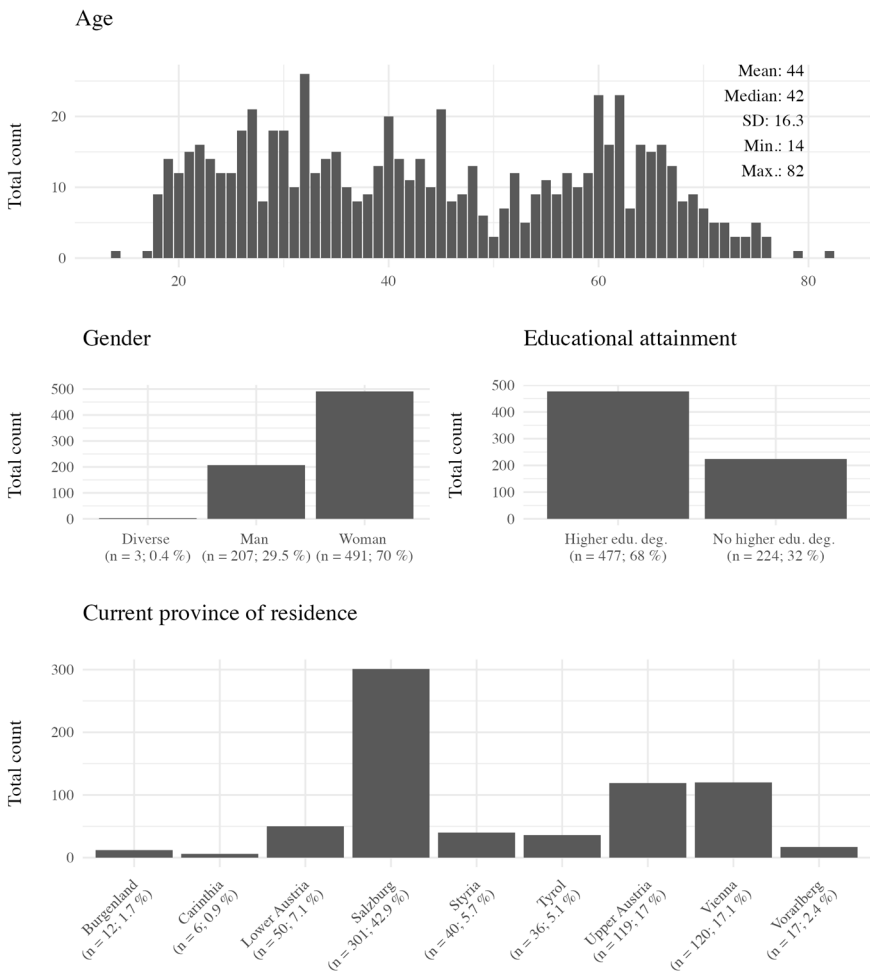 Age
Total count
20
10
0
Mean: 44
Median: 42
SD: 16.3
Min.: 14
Max.: 82
20
40
60
80
Gender
Total count
500
400
300
200
100
0
Diverse
(n = 3; 0.4 %)
Man
(n = 207; 29.5 %)
Woman
(n = 491; 70 %)
Educational attainment
Total count
500
400
300
200
100
0
Higher edu. deg.
(n = 477; 68 %)
No higher edu. deg.
(n = 224; 32 %)
Current province of residence
Total count
300
200
100
0
Burgenland
(n = 12; 1.7 %)
Carinthia
(n = 6; 0.9 %)
Lower Austria
(n = 50; 7.1 %)
Salzburg
(n = 301; 42.9 %)
Styria
(n = 40; 5.7 %)
Tyrol
(n = 36; 5.1 %)
Upper Austria
(n = 119; 17 %)
Vienna
(n = 120; 17.1 %)
Vorarlberg
(n = 17; 2.4 %)